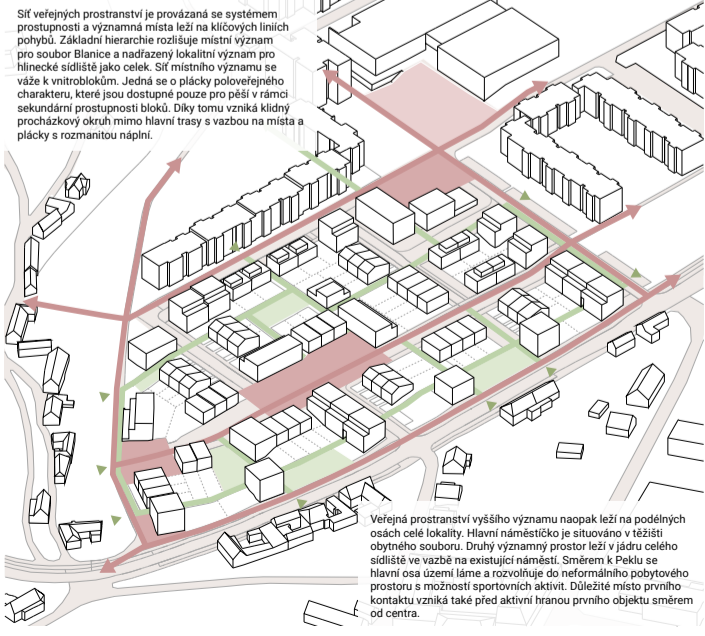 Síť veřejných prostranství je provázaná se systémem
prostupnosti a významná místa leží na klíčových liniích
pohybů. Základní hierarchie rozlišuje místní význam
pro soubor Blanice a nadřazený lokalitní význam pro
hlinecké sídliště jako celek. Síť místního významu se
váže k vnitroblokům. Jedná se o plácky poloveřejného
charakteru, které jsou dostupné pouze pro pěší v rámci
sekundární prostupnosti bloků. Díky tomu vzniká klidný
procházkový okruh mimo hlavní trasy s vazbou na místa a
plácky s rozmanitou náplní.
Veřejná prostranství vyššího významu naopak leží na podélných
osách celé lokality. Hlavní náměstíčko je situováno v těžišti
obytného souboru. Druhý významný prostor leží v jádru celého
sídliště ve vazbě na existující náměstí. Směrem k Peklu se
hlavní osa území láme a rozvolňuje do neformálního pobytového
prostoru s možností sportovních aktivit. Důležité místo prvního
kontaktu vzniká také před aktivní hranou prvního objektu směrem
od centra.